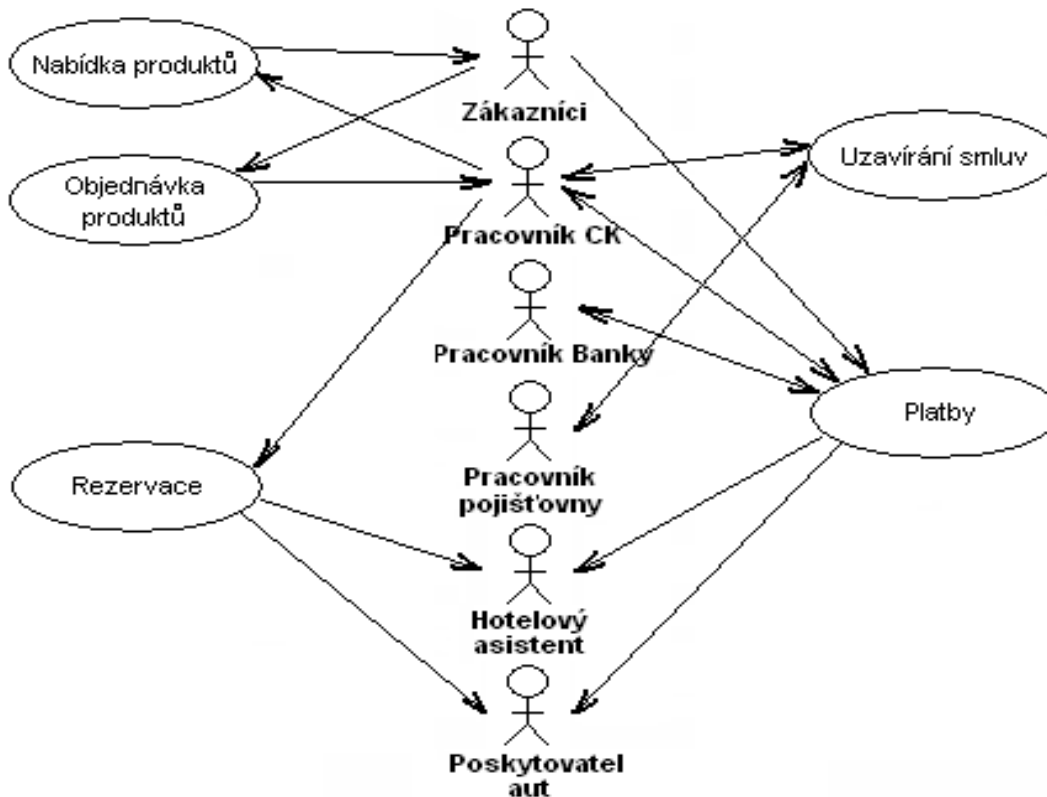 Nabídka produktů
Zákazníci
Uzavírání smluv
Objednávka
produktů
Pracovník CK
Pracovník Banky
Platby
Pracovník
pojišťovny
Rezervace
Hotelový
asistent
Poskytovatel
aut